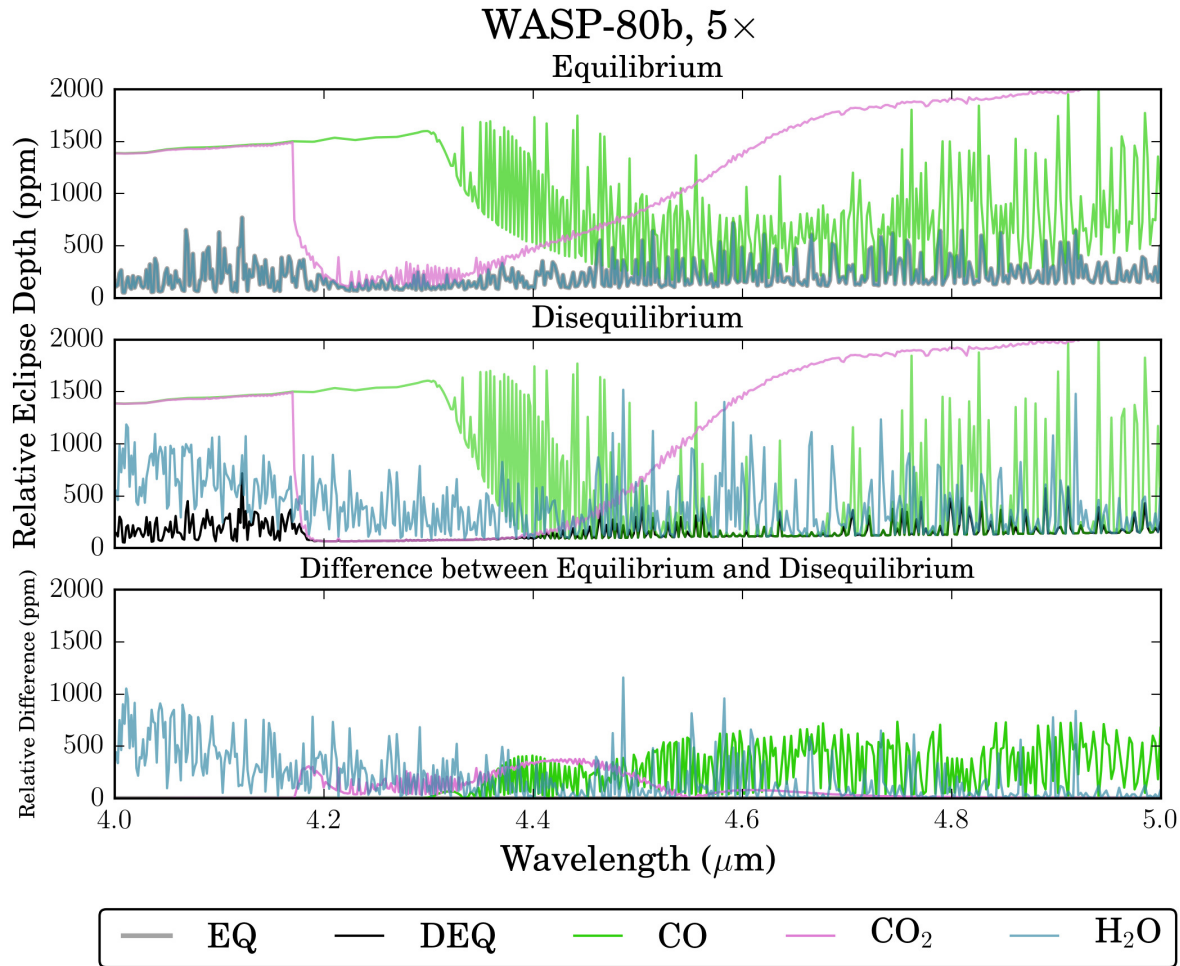 WASP-80b, 5×
Equilibrium
2000
1500
1000
500
0
Disequilibrium
2000
1500
1000
500
0
Relative Eclipse Depth (ppm)
Difference between Equilibrium and Disequilibrium
2000
1500
1000
500
0
Relative Difference (ppm)
4.0 4.2 4.4 4.6 4.8 5.0
Wavelength (μm)
EQ DEQ CO CO₂ H₂O